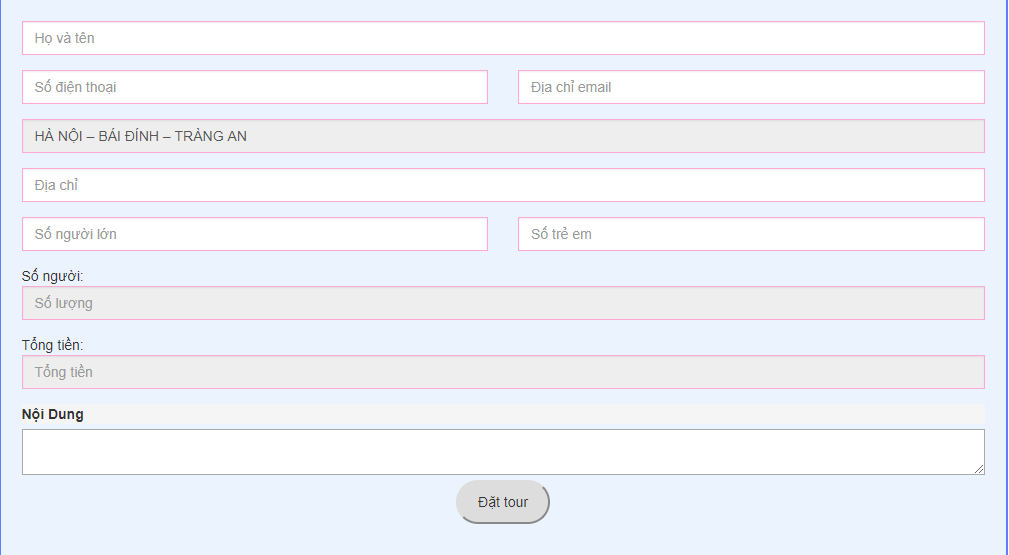 Họ và tên
Số điện thoại
Địa chỉ email
HÀ NỘI – BÁI ĐÍNH – TRÀNG AN
Địa chỉ
Số người lớn
Số trẻ em
Số người:
Số lượng
Tổng tiền:
Tổng tiền
Nội Dung
Đặt tour